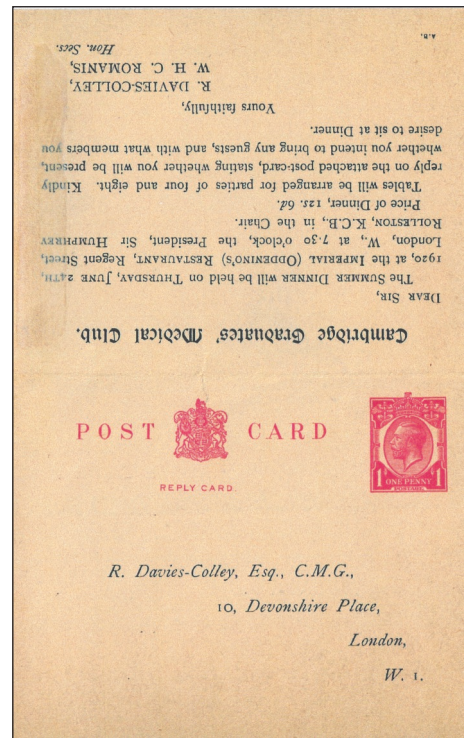 Cambridge Graduates' Medical Club.
DEAR SIR,
The SUMMER DINNER will be held on THURSDAY, JUNE 24TH,
1920, at the IMPERIAL (ODDENINO'S) RESTAURANT, Regent Street,
London, W., at 7.30 o'clock, the President, Sir HUMPHREY
ROLLESTON, K.C.B., in the Chair.
Price of Dinner, 12s. 6d.
Tables will be arranged for parties of four and eight. Kindly
reply on the attached post-card, stating whether you will be present,
whether you intend to bring any guests, and with what members you
desire to sit at Dinner.
Yours faithfully,
R. DAVIES-COLLEY,
W. H. C. ROMANIS,
Hon. Secs.
POST CARD
REPLY CARD.
1 ONE PENNY 1
POSTAGE
R. Davies-Colley, Esq., C.M.G.,
10, Devonshire Place,
London,
W. 1.